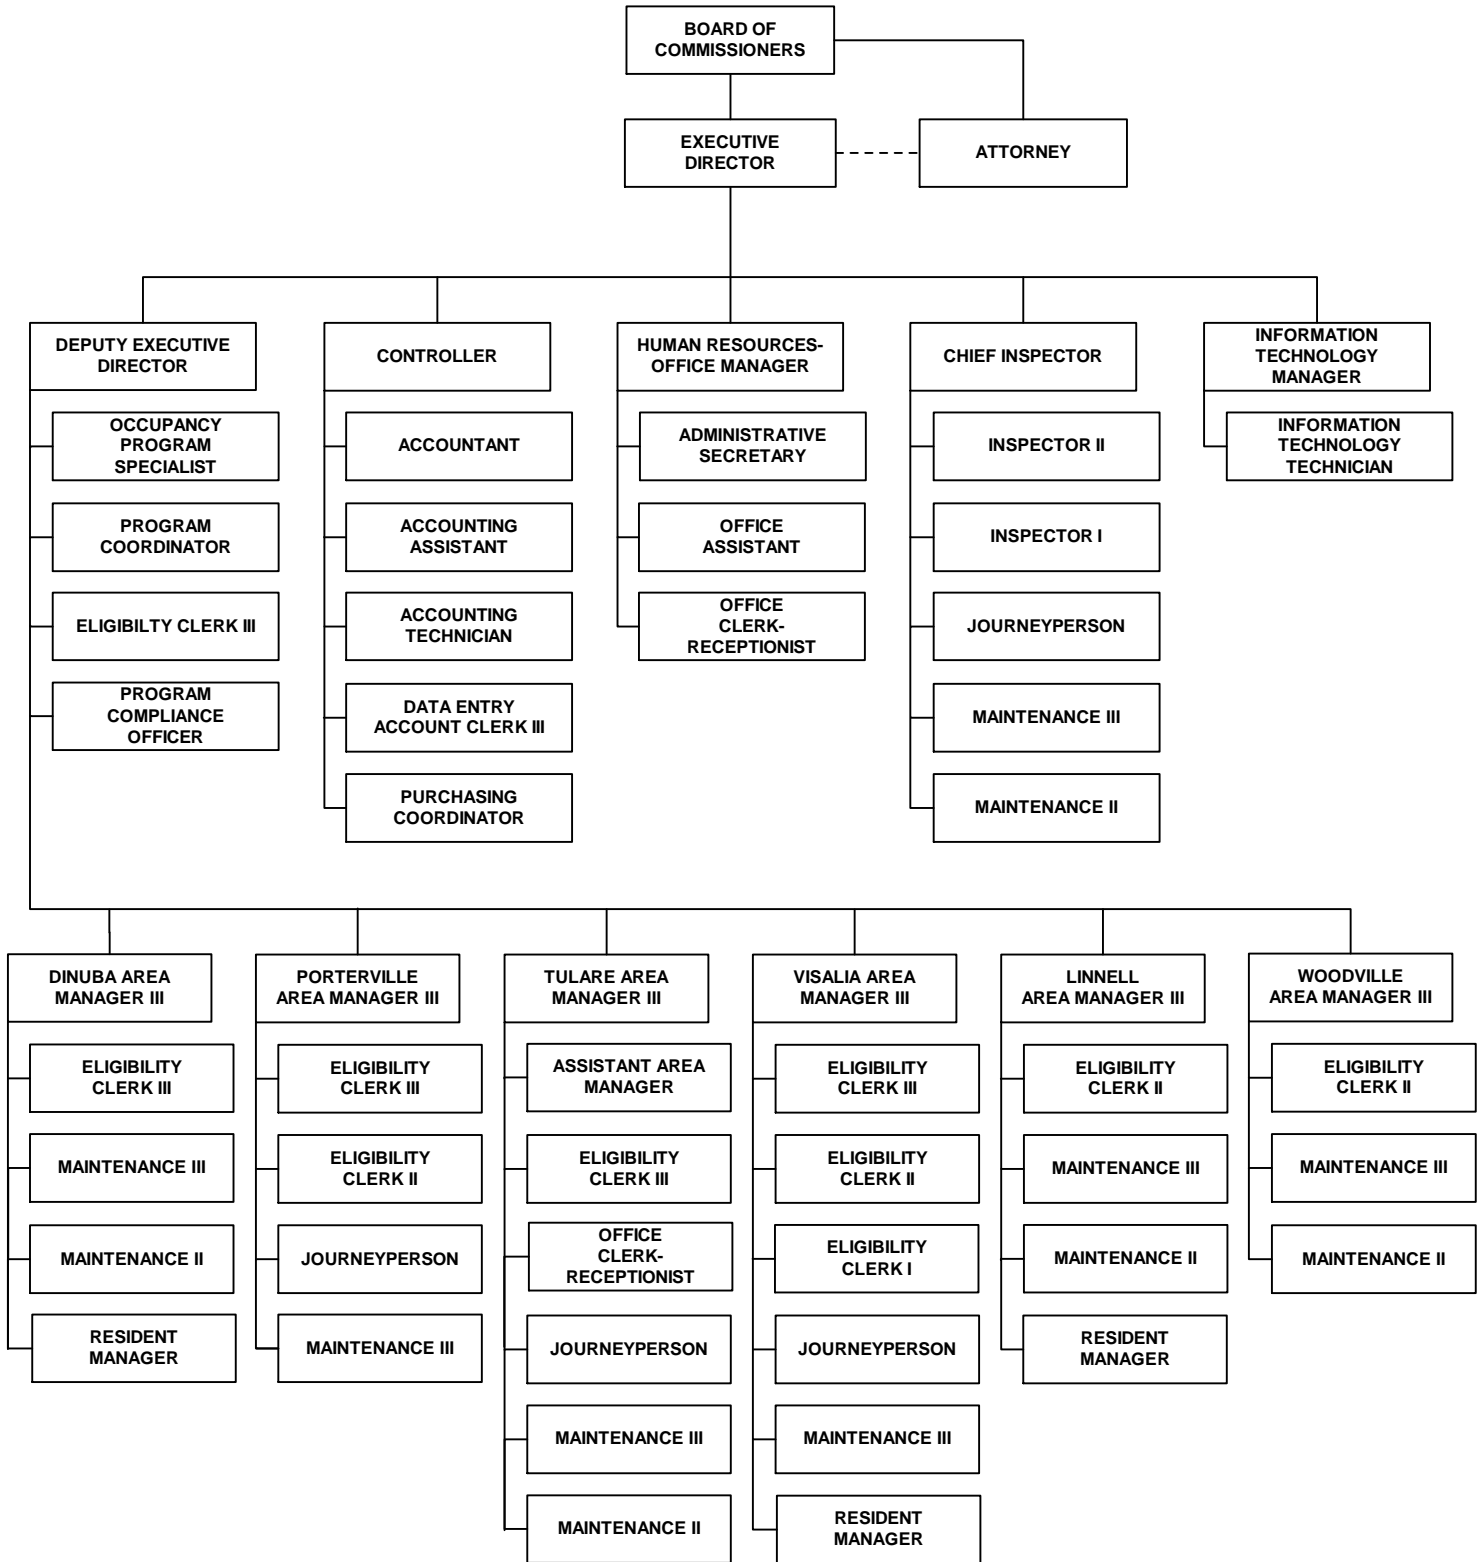 BOARD OF
COMMISSIONERS
EXECUTIVE
DIRECTOR
ATTORNEY
DEPUTY EXECUTIVE
DIRECTOR
CONTROLLER
HUMAN RESOURCES-
OFFICE MANAGER
CHIEF INSPECTOR
INFORMATION
TECHNOLOGY
MANAGER
OCCUPANCY
PROGRAM
SPECIALIST
PROGRAM
COORDINATOR
ELIGIBILTY CLERK III
PROGRAM
COMPLIANCE
OFFICER
ACCOUNTANT
ACCOUNTING
ASSISTANT
ACCOUNTING
TECHNICIAN
DATA ENTRY
ACCOUNT CLERK III
PURCHASING
COORDINATOR
ADMINISTRATIVE
SECRETARY
OFFICE
ASSISTANT
OFFICE
CLERK-
RECEPTIONIST
INSPECTOR II
INSPECTOR I
JOURNEYPERSON
MAINTENANCE III
MAINTENANCE II
INFORMATION
TECHNOLOGY
TECHNICIAN
DINUBA AREA
MANAGER III
ELIGIBILITY
CLERK III
MAINTENANCE III
MAINTENANCE II
RESIDENT
MANAGER
PORTERVILLE
AREA MANAGER III
ELIGIBILITY
CLERK III
ELIGIBILITY
CLERK II
JOURNEYPERSON
MAINTENANCE III
TULARE AREA
MANAGER III
ASSISTANT AREA
MANAGER
ELIGIBILITY
CLERK III
OFFICE
CLERK-
RECEPTIONIST
JOURNEYPERSON
MAINTENANCE III
MAINTENANCE II
VISALIA AREA
MANAGER III
ELIGIBILITY
CLERK III
ELIGIBILITY
CLERK II
ELIGIBILITY
CLERK I
JOURNEYPERSON
MAINTENANCE III
RESIDENT
MANAGER
LINNELL
AREA MANAGER III
ELIGIBILITY
CLERK II
MAINTENANCE III
MAINTENANCE II
RESIDENT
MANAGER
WOODVILLE
AREA MANAGER III
ELIGIBILITY
CLERK II
MAINTENANCE III
MAINTENANCE II